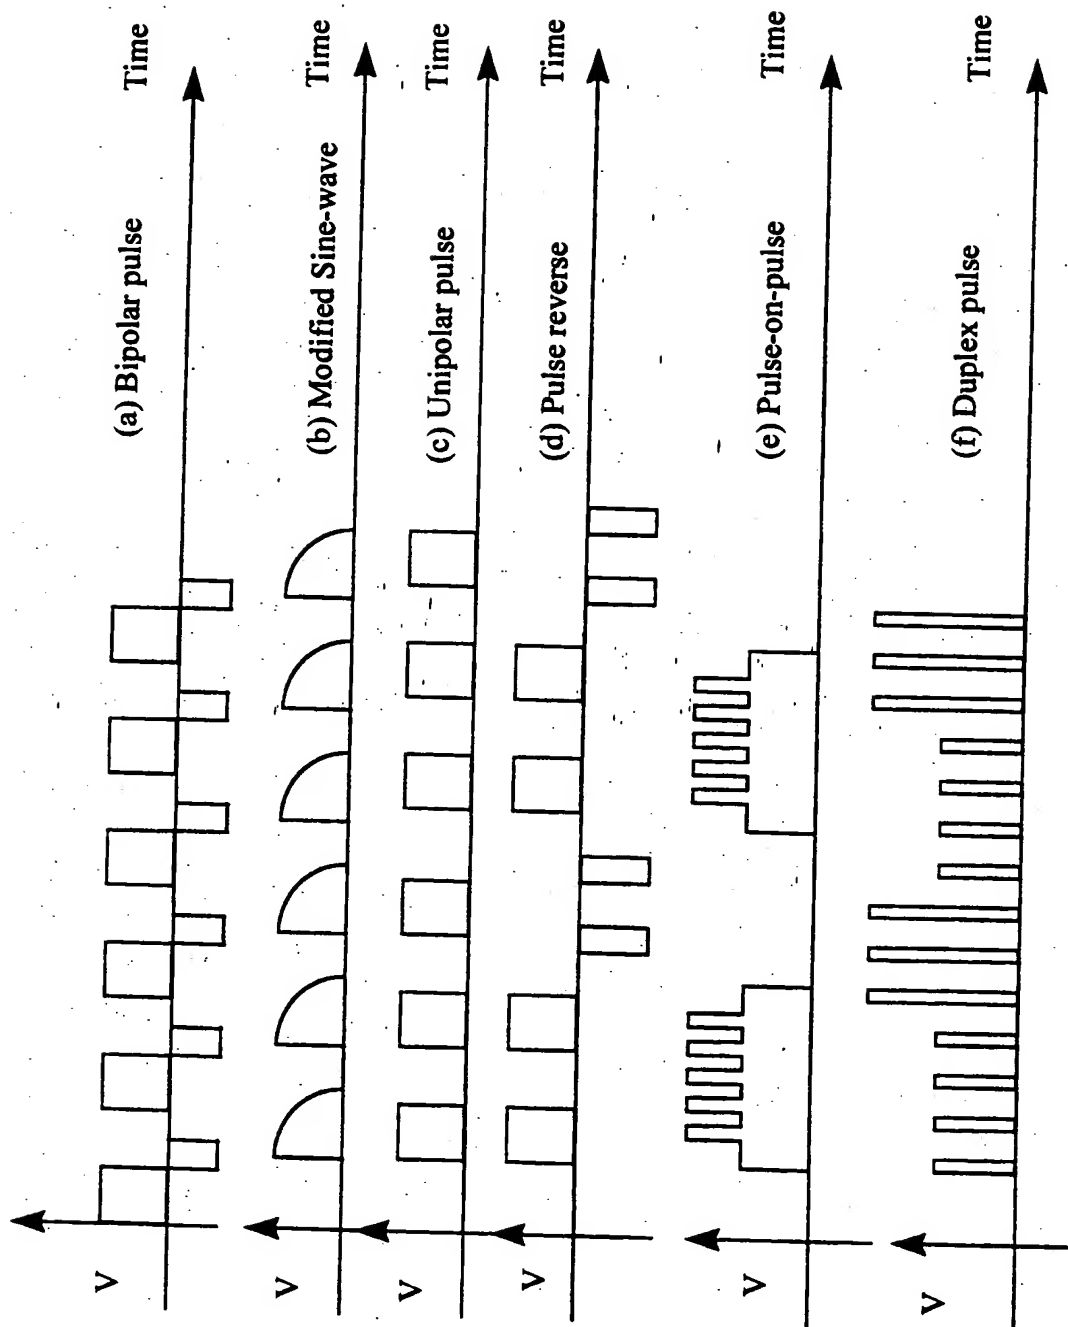 V
(a) Bipolar pulse
Time
V
(b) Modified Sine-wave
Time
V
(c) Unipolar pulse
Time
V
(d) Pulse reverse
Time
V
(e) Pulse-on-pulse
Time
V
(f) Duplex pulse
Time